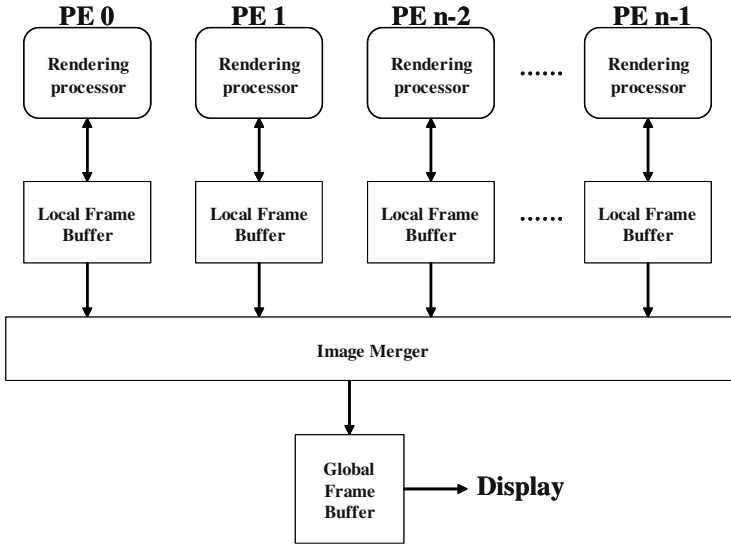 PE 0 PE 1 PE n-2 PE n-1
Rendering processor
Rendering processor
Rendering processor
......
Rendering processor
Local Frame Buffer
Local Frame Buffer
Local Frame Buffer
......
Local Frame Buffer
Image Merger
Global
Frame
Buffer
Display